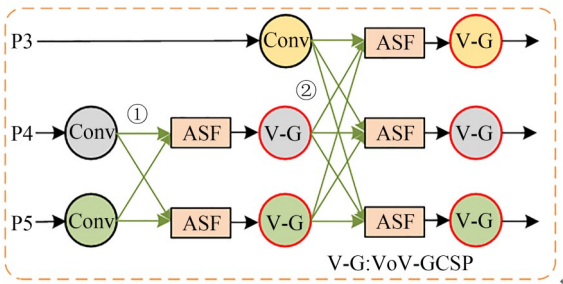 P3 Conv ASF V-G
① ②
P4 Conv ASF V-G ASF V-G
P5 Conv ASF V-G ASF V-G
V-G:VoV-GCSP